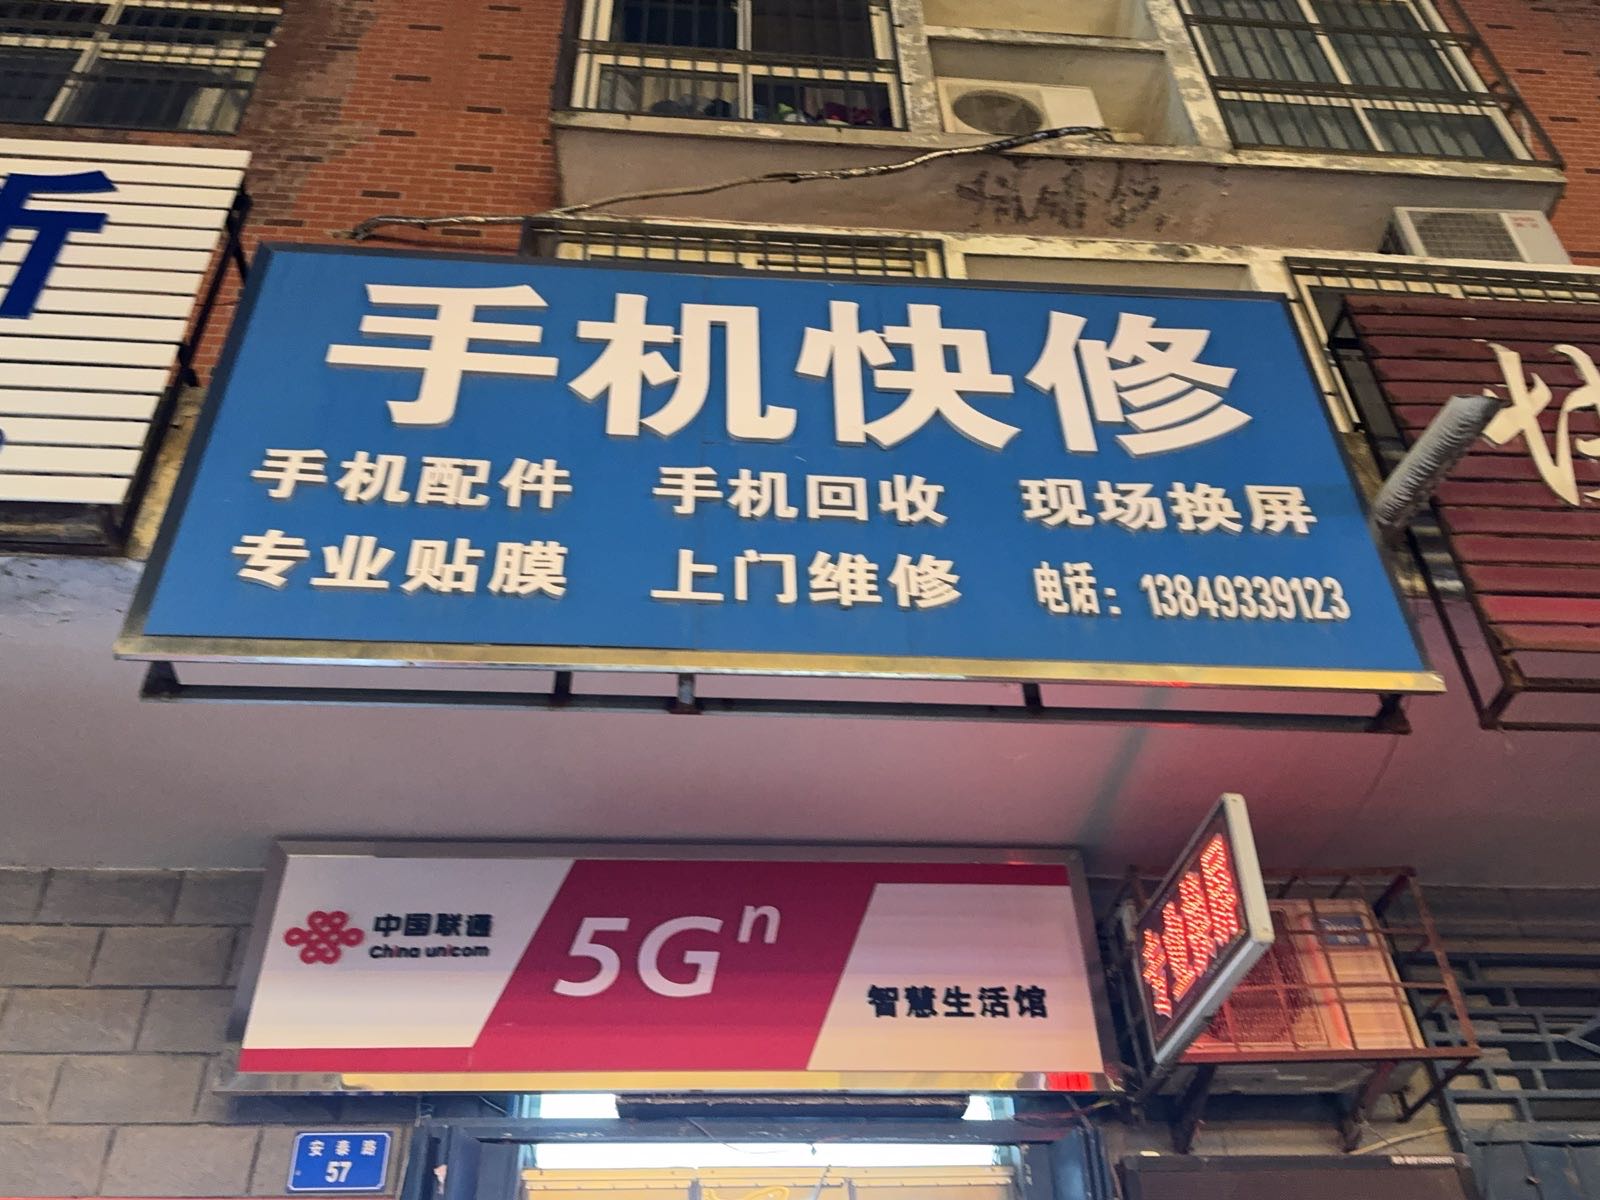 手机快修
手机配件 手机回收 现场换屏
专业贴膜 上门维修 电话：13849339123
中国联通
China unicom
5Gⁿ
智慧生活馆
安泰路
57